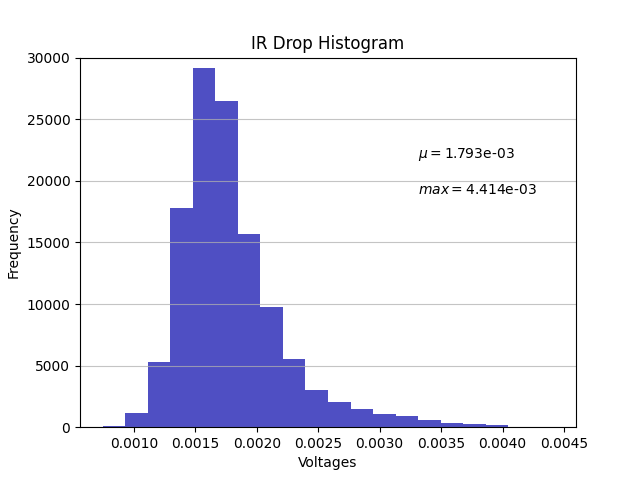 IR Drop Histogram
30000
25000
20000
15000
10000
5000
0
Frequency
μ = 1.793e-03
max = 4.414e-03
0.0010 0.0015 0.0020 0.0025 0.0030 0.0035 0.0040 0.0045
Voltages